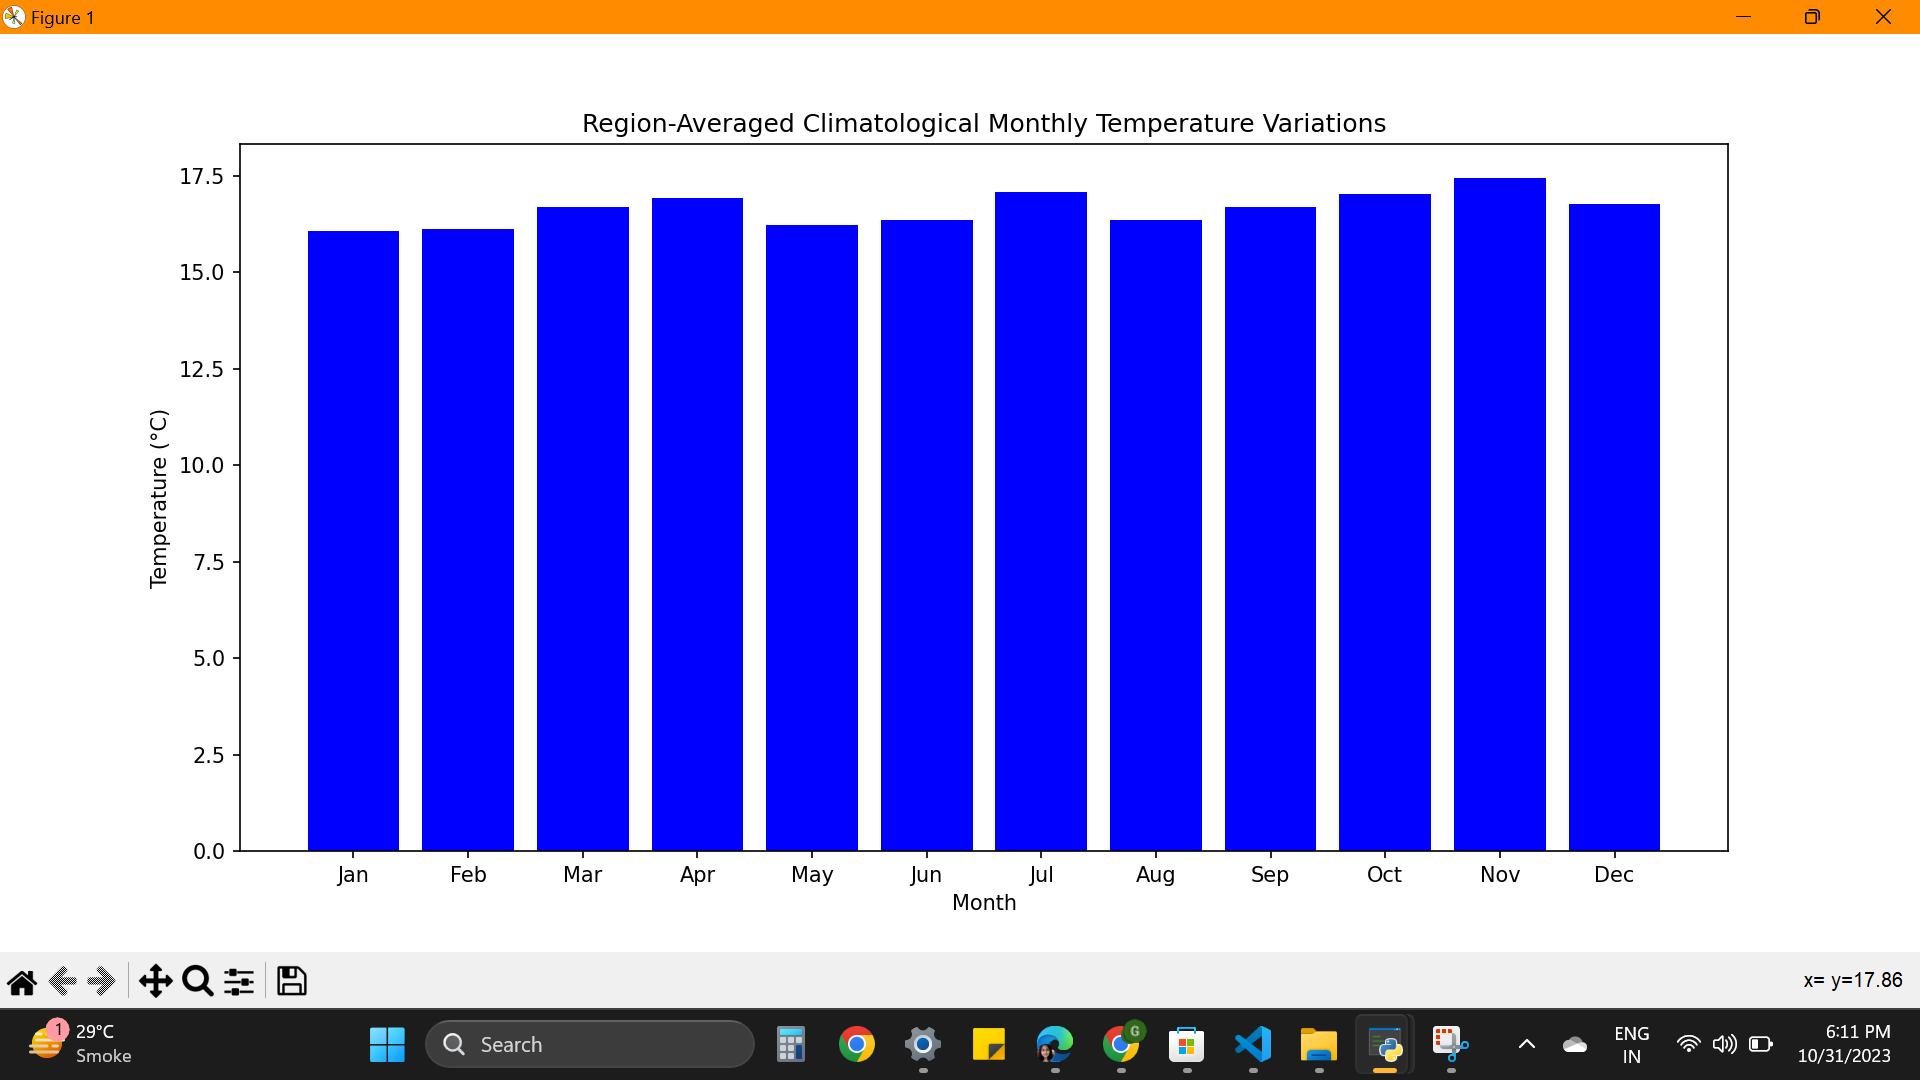 Figure 1
Region-Averaged Climatological Monthly Temperature Variations
17.5
15.0
12.5
10.0
7.5
5.0
2.5
0.0
Temperature (°C)
Jan Feb Mar Apr May Jun Jul Aug Sep Oct Nov Dec
Month
x= y=17.86
1
29°C
Smoke
Search
G
ENG
IN
6:11 PM
10/31/2023